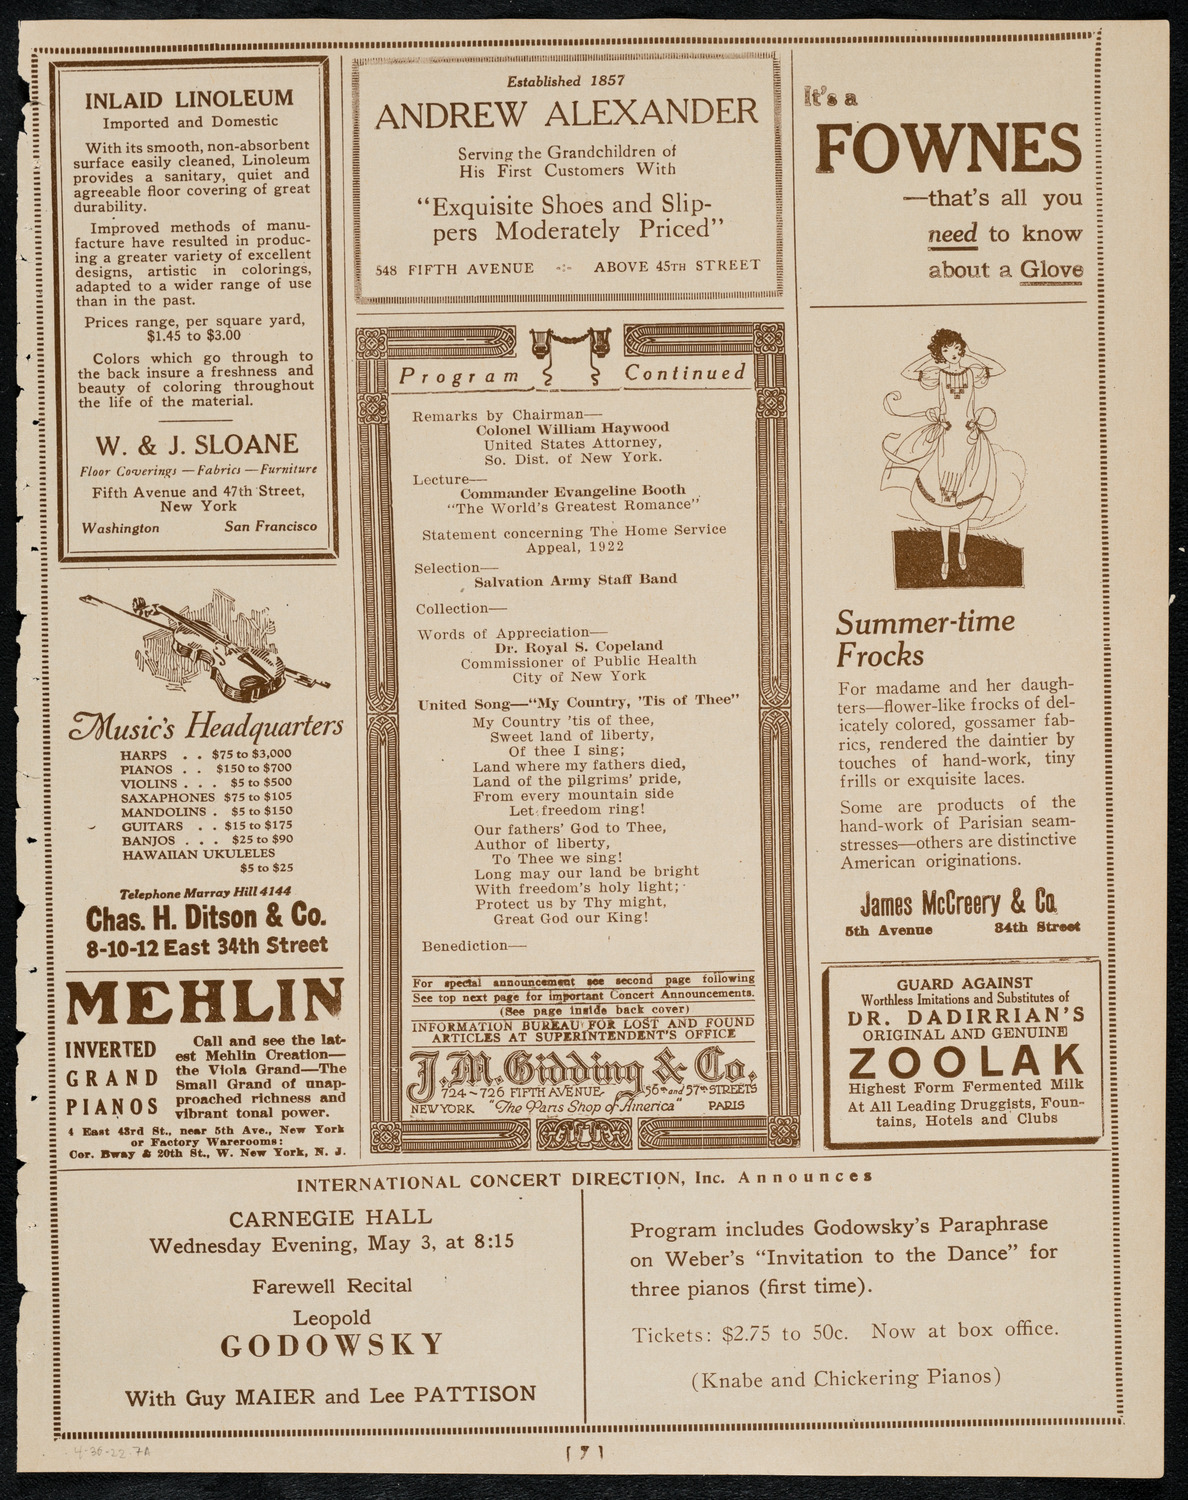 INLAID LINOLEUM
Imported and Domestic
With its smooth, non-absorbent
surface easily cleaned, Linoleum
provides a sanitary, quiet and
agreeable floor covering of great
durability.
Improved methods of manu-
facture have resulted in produc-
ing a greater variety of excellent
designs, artistic in colorings,
adapted to a wider range of use
than in the past.
Prices range, per square yard,
$1.45 to $3.00
Colors which go through to
the back insure a freshness and
beauty of coloring throughout
the life of the material.
W. & J. SLOANE
Floor Coverings — Fabrics — Furniture
Fifth Avenue and 47th Street,
New York
Washington San Francisco
Music's Headquarters
HARPS . . $75 to $3,000
PIANOS . . $150 to $700
VIOLINS . . . $5 to $500
SAXAPHONES $75 to $105
MANDOLINS . $5 to $150
GUITARS . . $15 to $175
BANJOS . . . $25 to $90
HAWAIIAN UKULELES
$5 to $25
Telephone Murray Hill 4144
Chas. H. Ditson & Co.
8-10-12 East 34th Street
MEHLIN
INVERTED
GRAND
PIANOS
Call and see the lat-
est Mehlin Creation—
the Viola Grand—The
Small Grand of unap-
proached richness and
vibrant tonal power.
4 East 43rd St., near 5th Ave., New York
or Factory Warerooms:
Cor. Bway & 20th St., W. New York, N. J.
Established 1857
ANDREW ALEXANDER
Serving the Grandchildren of
His First Customers With
"Exquisite Shoes and Slip-
pers Moderately Priced"
548 FIFTH AVENUE -:- ABOVE 45TH STREET
Program Continued
Remarks by Chairman—
Colonel William Haywood
United States Attorney,
So. Dist. of New York.
Lecture—
Commander Evangeline Booth
"The World's Greatest Romance"
Statement concerning The Home Service
Appeal, 1922
Selection—
Salvation Army Staff Band
Collection—
Words of Appreciation—
Dr. Royal S. Copeland
Commissioner of Public Health
City of New York
United Song—"My Country, 'Tis of Thee"
My Country 'tis of thee,
Sweet land of liberty,
Of thee I sing;
Land where my fathers died,
Land of the pilgrims' pride,
From every mountain side
Let freedom ring!
Our fathers' God to Thee,
Author of liberty,
To Thee we sing!
Long may our land be bright
With freedom's holy light;
Protect us by Thy might,
Great God our King!
Benediction—
For special announcement see second page following
See top next page for important Concert Announcements.
(See page inside back cover)
INFORMATION BUREAU FOR LOST AND FOUND
ARTICLES AT SUPERINTENDENT'S OFFICE
J.M. Gidding & Co.
724-726 FIFTH AVENUE. 56th and 57th STREETS
NEW YORK "The Paris Shop of America" PARIS
It's a
FOWNES
—that's all you
need to know
about a Glove
Summer-time
Frocks
For madame and her daugh-
ters—flower-like frocks of del-
icately colored, gossamer fab-
rics, rendered the daintier by
touches of hand-work, tiny
frills or exquisite laces.
Some are products of the
hand-work of Parisian seam-
stresses—others are distinctive
American originations.
James McCreery & Co.
5th Avenue 34th Street
GUARD AGAINST
Worthless Imitations and Substitutes of
DR. DADIRRIAN'S
ORIGINAL AND GENUINE
ZOOLAK
Highest Form Fermented Milk
At All Leading Druggists, Foun-
tains, Hotels and Clubs
INTERNATIONAL CONCERT DIRECTION, Inc. Announces
CARNEGIE HALL
Wednesday Evening, May 3, at 8:15
Farewell Recital
Leopold
GODOWSKY
With Guy MAIER and Lee PATTISON
Program includes Godowsky's Paraphrase
on Weber's "Invitation to the Dance" for
three pianos (first time).
Tickets: $2.75 to 50c. Now at box office.
(Knabe and Chickering Pianos)
4-30-22-7A
[ 7 ]